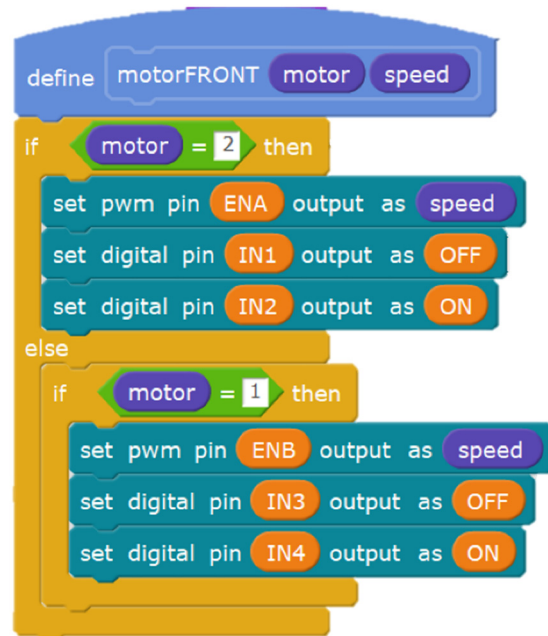 define motorFRONT motor speed
if motor = 2 then
set pwm pin ENA output as speed
set digital pin IN1 output as OFF
set digital pin IN2 output as ON
else
if motor = 1 then
set pwm pin ENB output as speed
set digital pin IN3 output as OFF
set digital pin IN4 output as ON